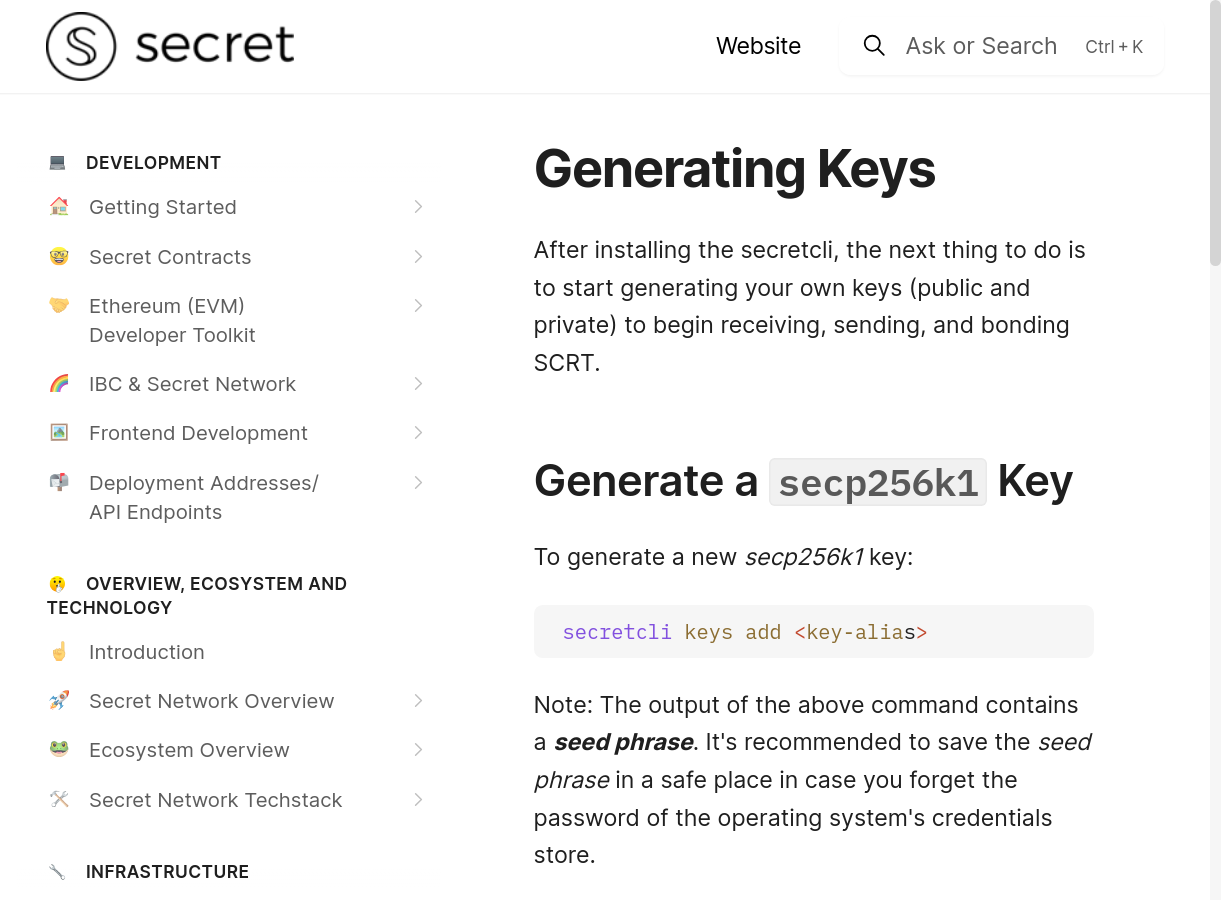 secret
Website
Ask or Search
Ctrl + K
DEVELOPMENT
Getting Started
Secret Contracts
Ethereum (EVM)
Developer Toolkit
IBC & Secret Network
Frontend Development
Deployment Addresses/
API Endpoints
OVERVIEW, ECOSYSTEM AND
TECHNOLOGY
Introduction
Secret Network Overview
Ecosystem Overview
Secret Network Techstack
INFRASTRUCTURE
Generating Keys
After installing the secretcli, the next thing to do is
to start generating your own keys (public and
private) to begin receiving, sending, and bonding
SCRT.
Generate a secp256k1 Key
To generate a new secp256k1 key:
secretcli keys add <key-alias>
Note: The output of the above command contains
a seed phrase. It's recommended to save the seed
phrase in a safe place in case you forget the
password of the operating system's credentials
store.